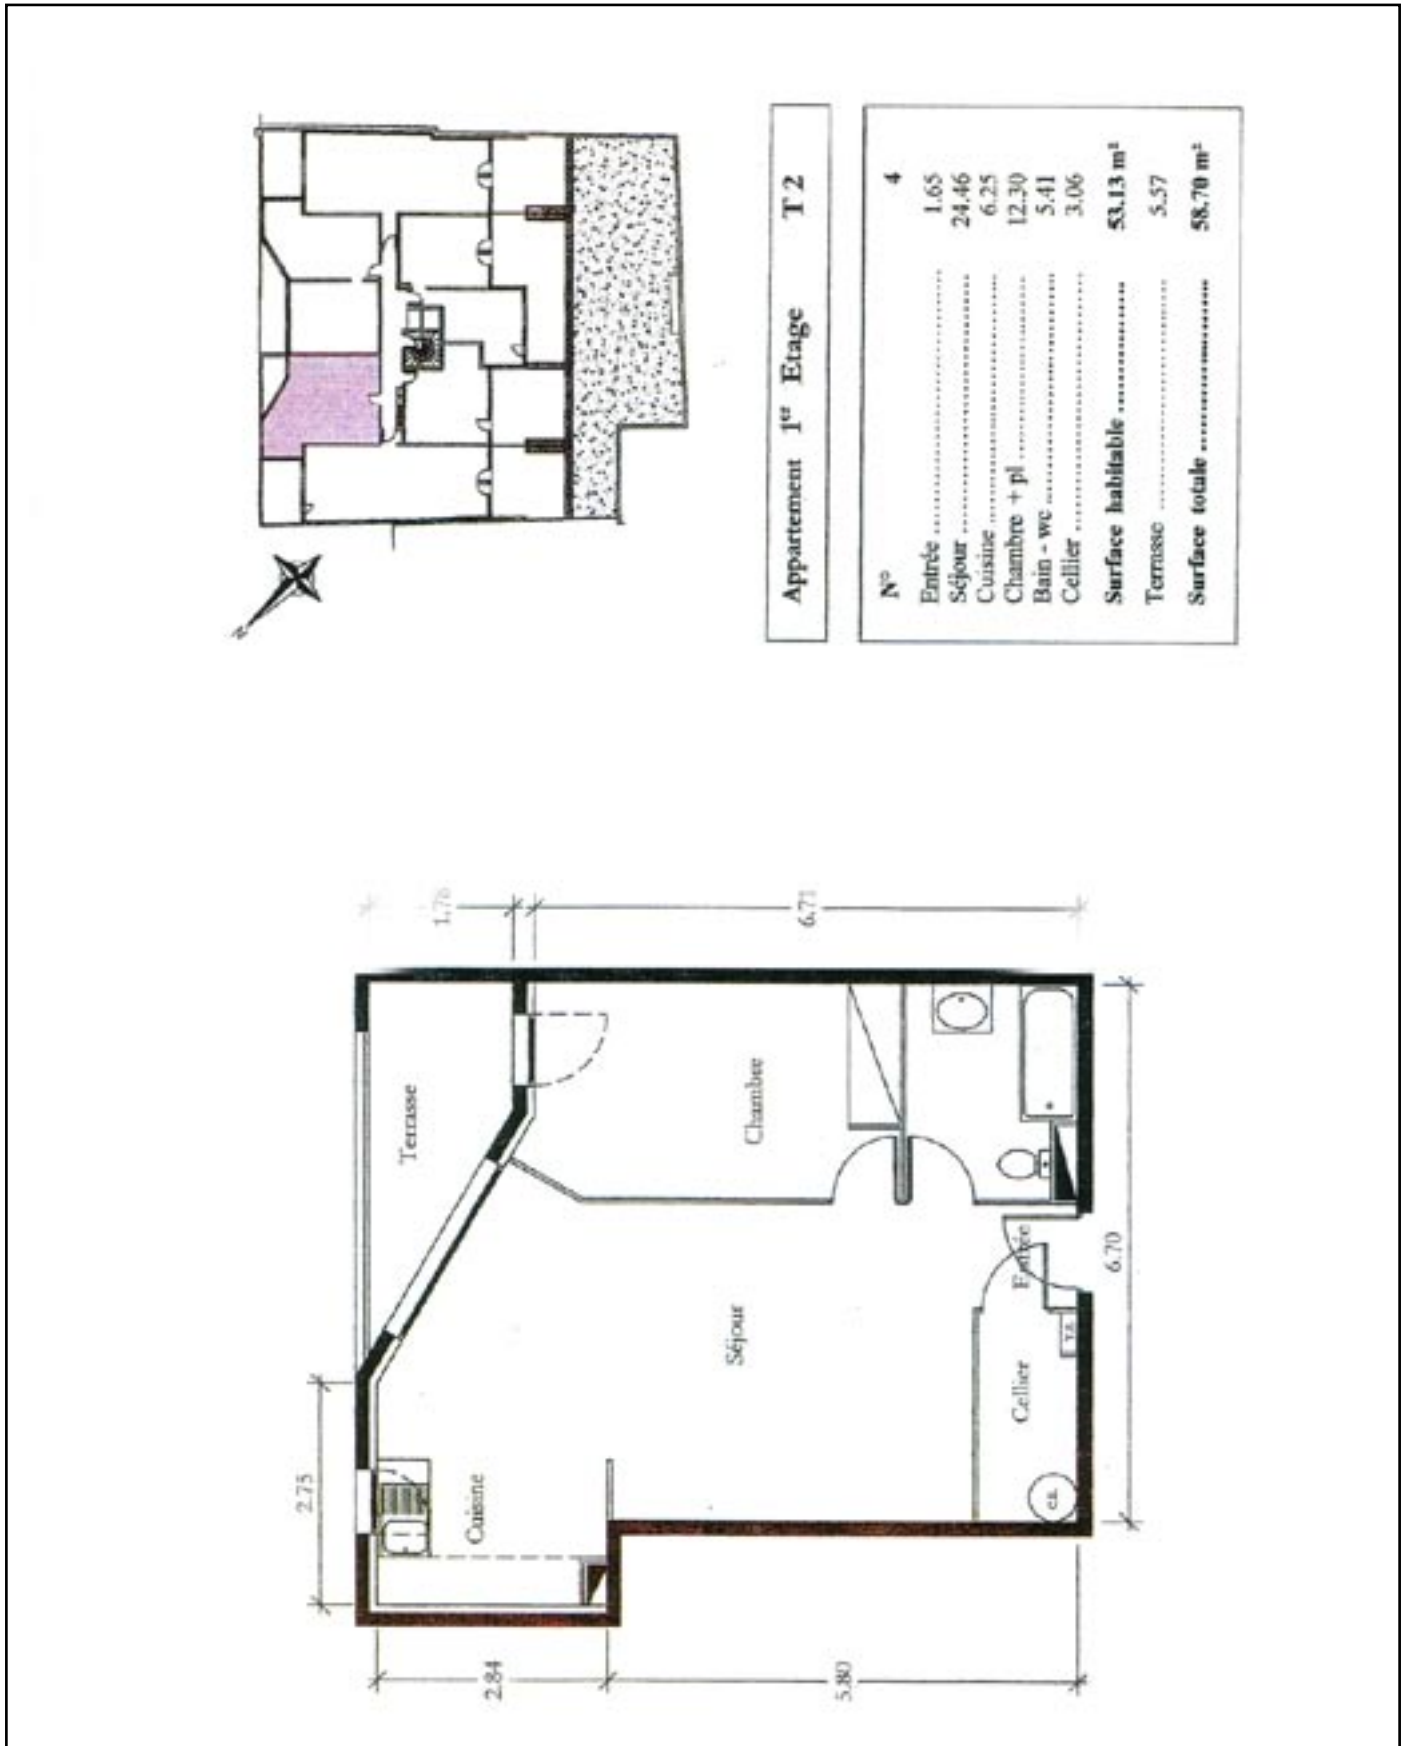 N
Appartement 1er Etage T 2
N° 4
Entrée ........................ 1.65
Séjour ........................ 24.46
Cuisine ........................ 6.25
Chambre + pl ........................ 12.30
Bain - wc ........................ 5.41
Cellier ........................ 3.06
Surface habitable ................ 53.13 m²
Terrasse ........................ 5.57
Surface totale ................ 58.70 m²
2.84
5.80
2.73
Cuisine
Séjour
Cellier
c.e.
Entrée
Terrasse
Chambre
6.70
1.76
6.71